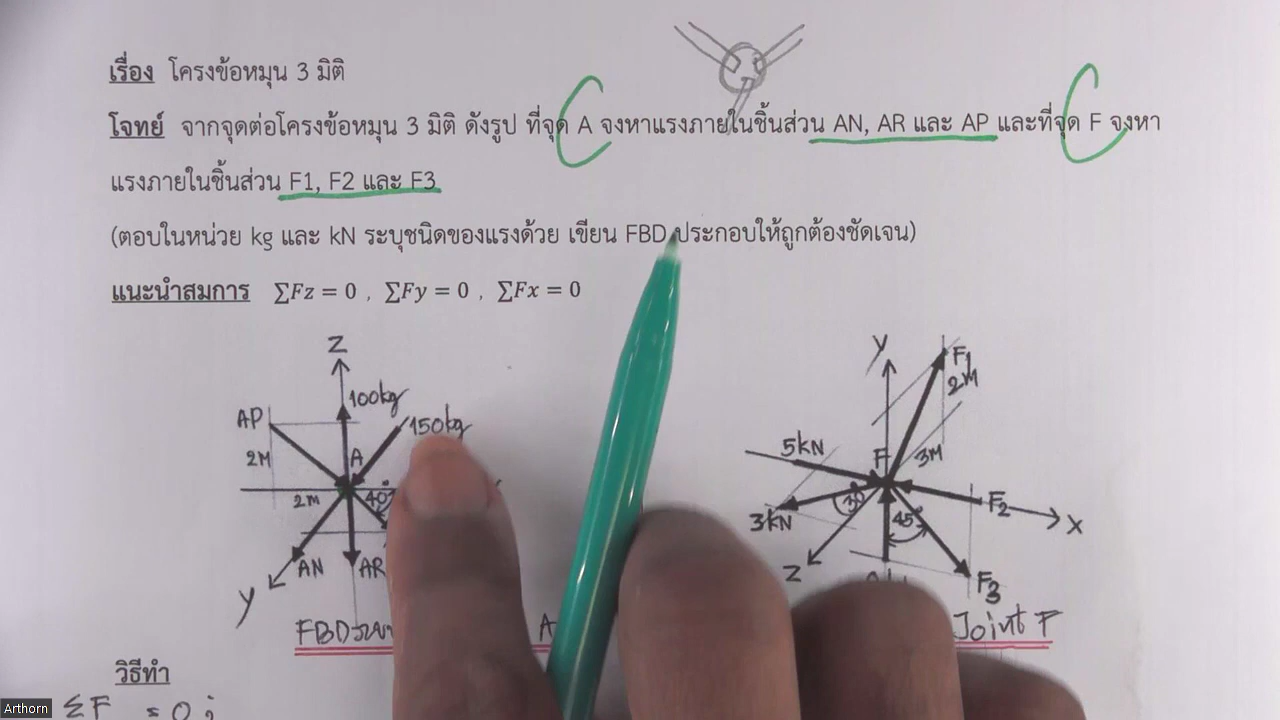 เรื่อง โครงข้อหมุน 3 มิติ
โจทย์ จากจุดต่อโครงข้อหมุน 3 มิติ ดังรูป ที่จุด A จงหาแรงภายในชิ้นส่วน AN, AR และ AP และที่จุด F จงหา
แรงภายในชิ้นส่วน F1, F2 และ F3
(ตอบในหน่วย kg และ kN ระบุชนิดของแรงด้วย เขียน FBD ประกอบให้ถูกต้องชัดเจน)
แนะนำสมการ ∑Fz = 0 , ∑Fy = 0 , ∑Fx = 0
Z
100kg
AP
150kg
2M
A
2M
40°
AN
AR
Y
FBD
A
Y
F1
2M
5kN
F
3M
30°
F2
3kN
45°
X
Z
F3
Joint F
วิธีทำ
ΣF = 0 ;
Arthorn